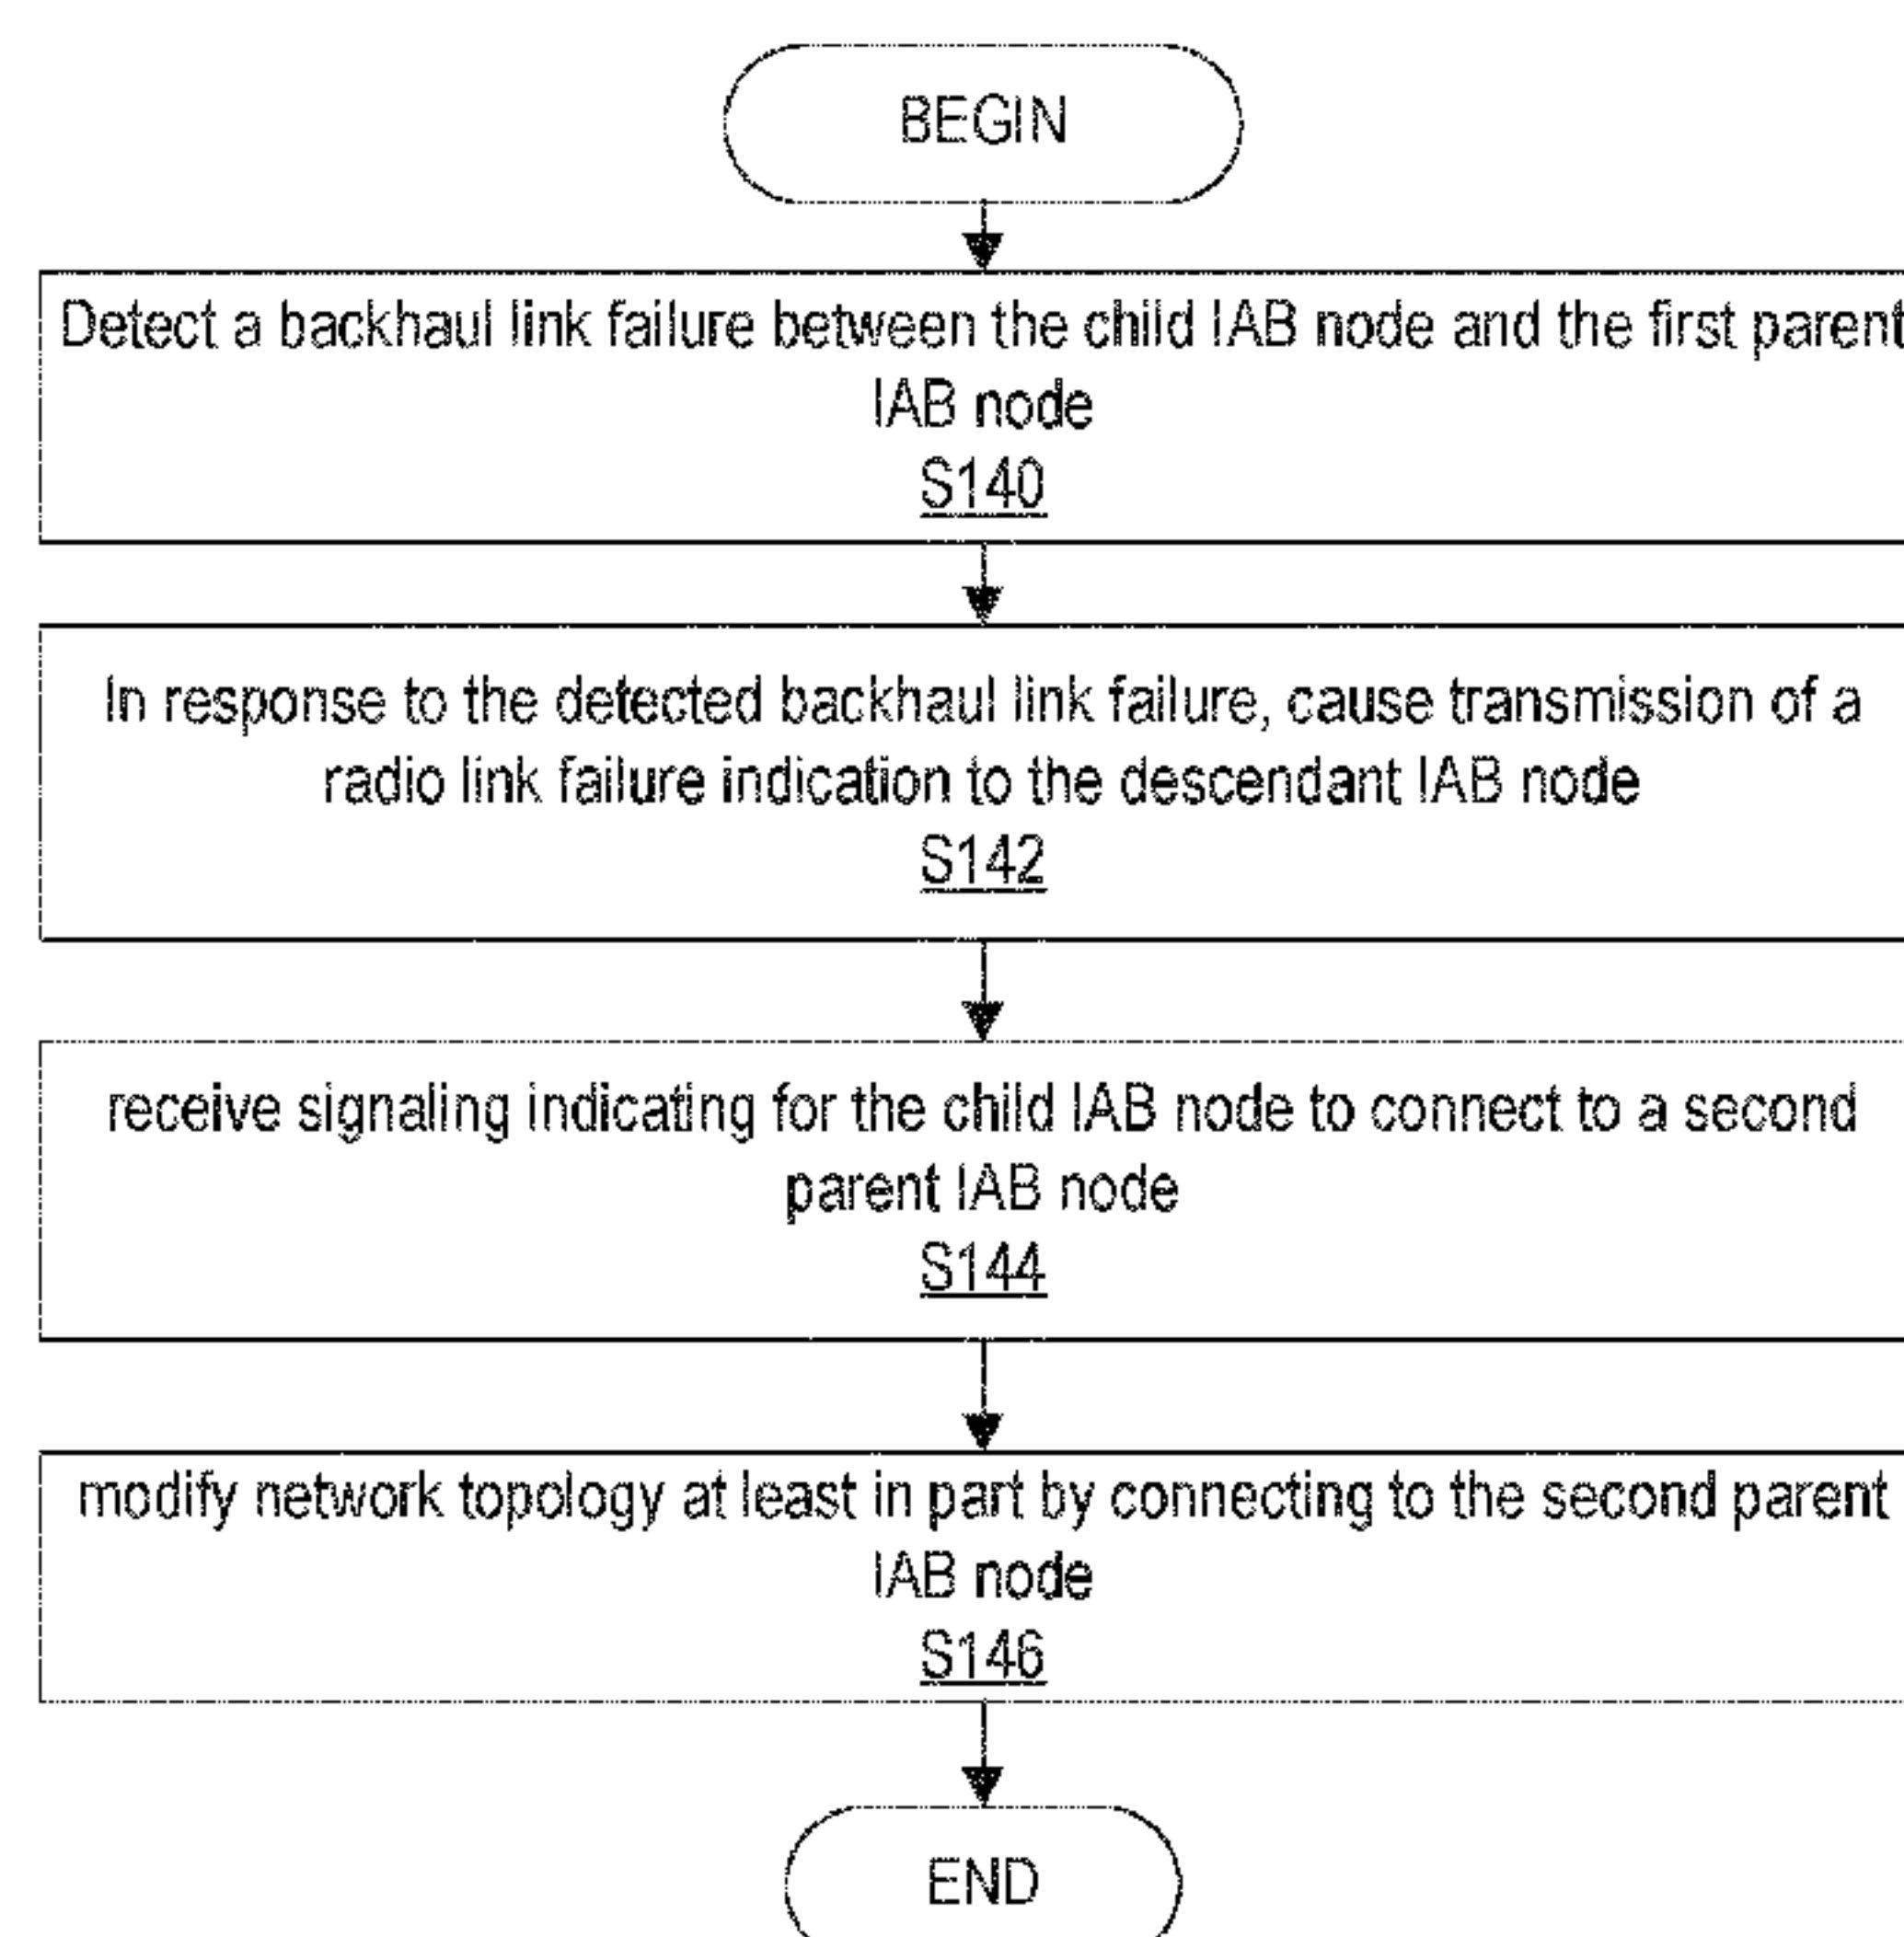 BEGIN
Detect a backhaul link failure between the child IAB node and the first parent
IAB node
S140
In response to the detected backhaul link failure, cause transmission of a
radio link failure indication to the descendant IAB node
S142
receive signaling indicating for the child IAB node to connect to a second
parent IAB node
S144
modify network topology at least in part by connecting to the second parent
IAB node
S146
END